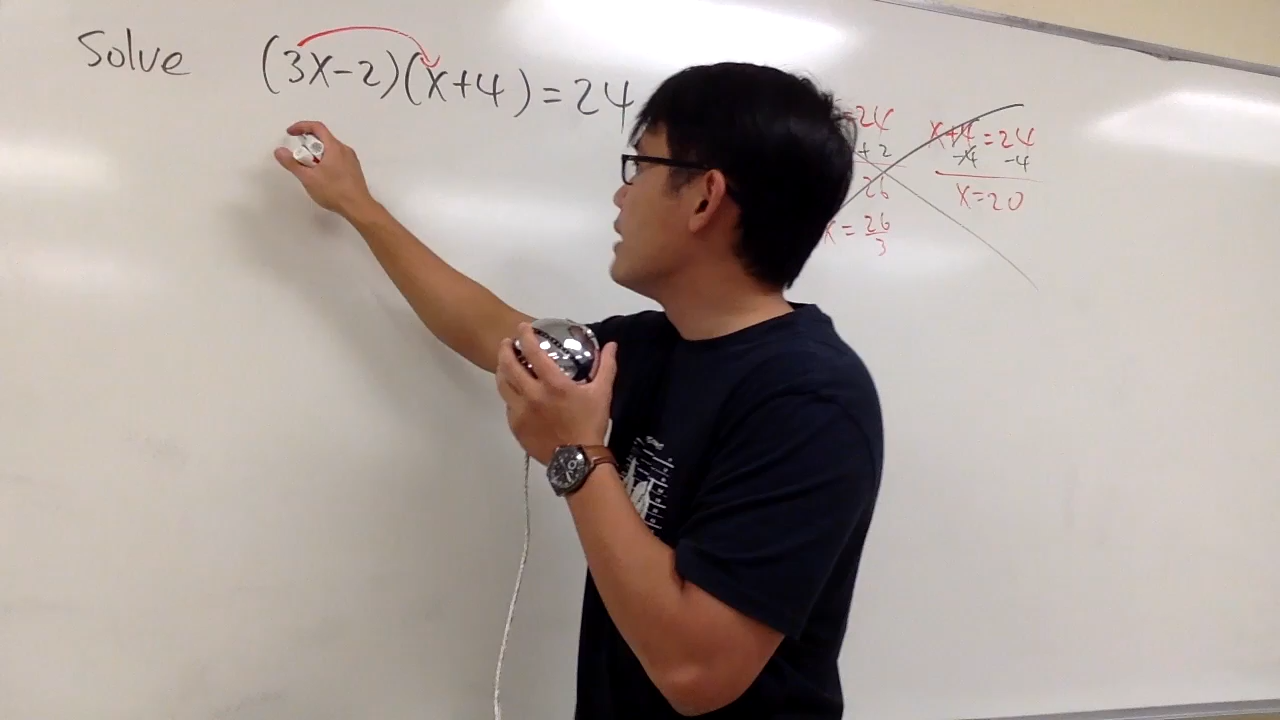 Solve (3x-2)(x+4)=24
=24
+2
26
x = 26/3
x+4=24
-4 -4
x=20